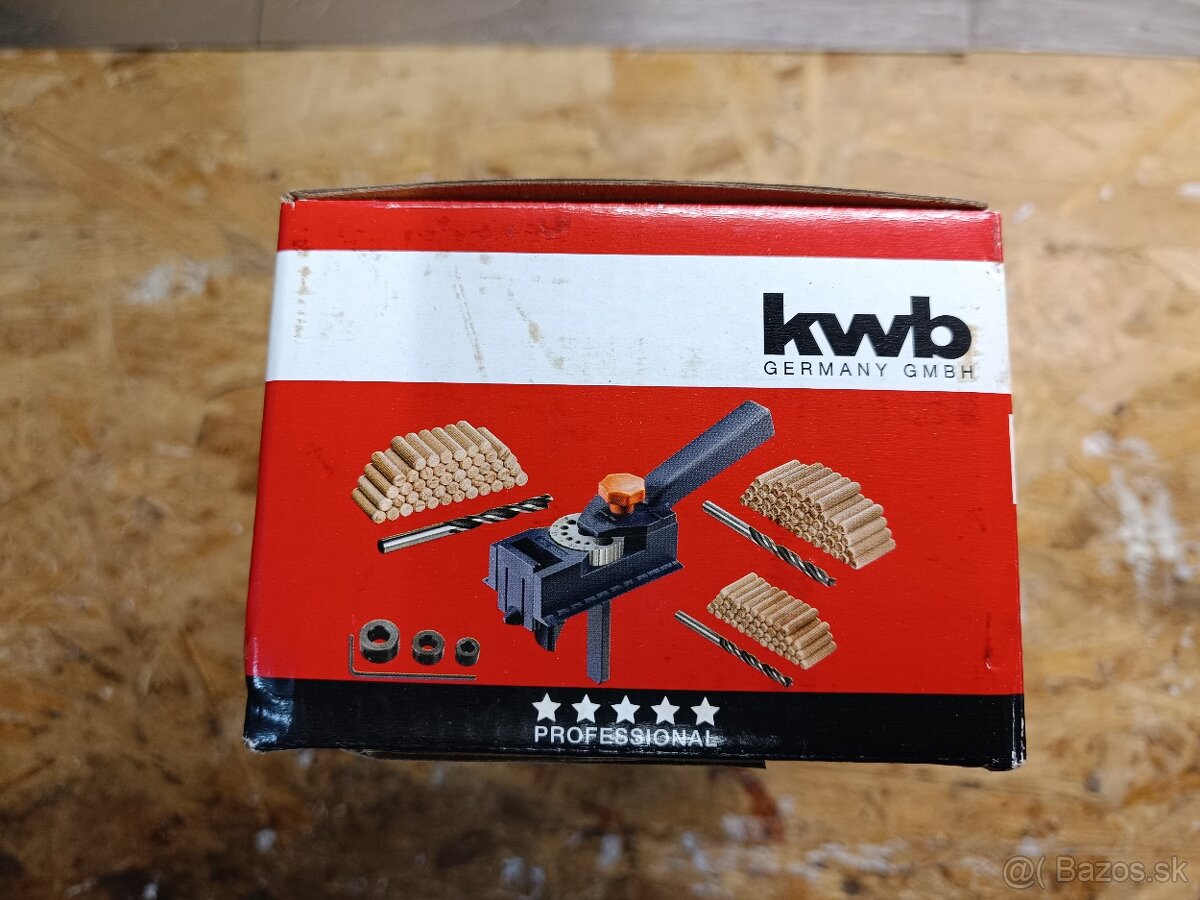 kwb
GERMANY GMBH
PROFESSIONAL
@( Bazos.sk